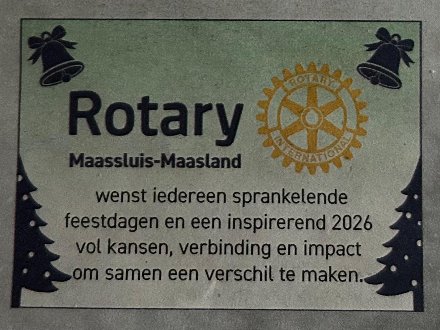 Rotary
Maassluis-Maasland
ROTARY
INTERNATIONAL
wenst iedereen sprankelende
feestdagen en een inspirerend 2026
vol kansen, verbinding en impact
om samen een verschil te maken.